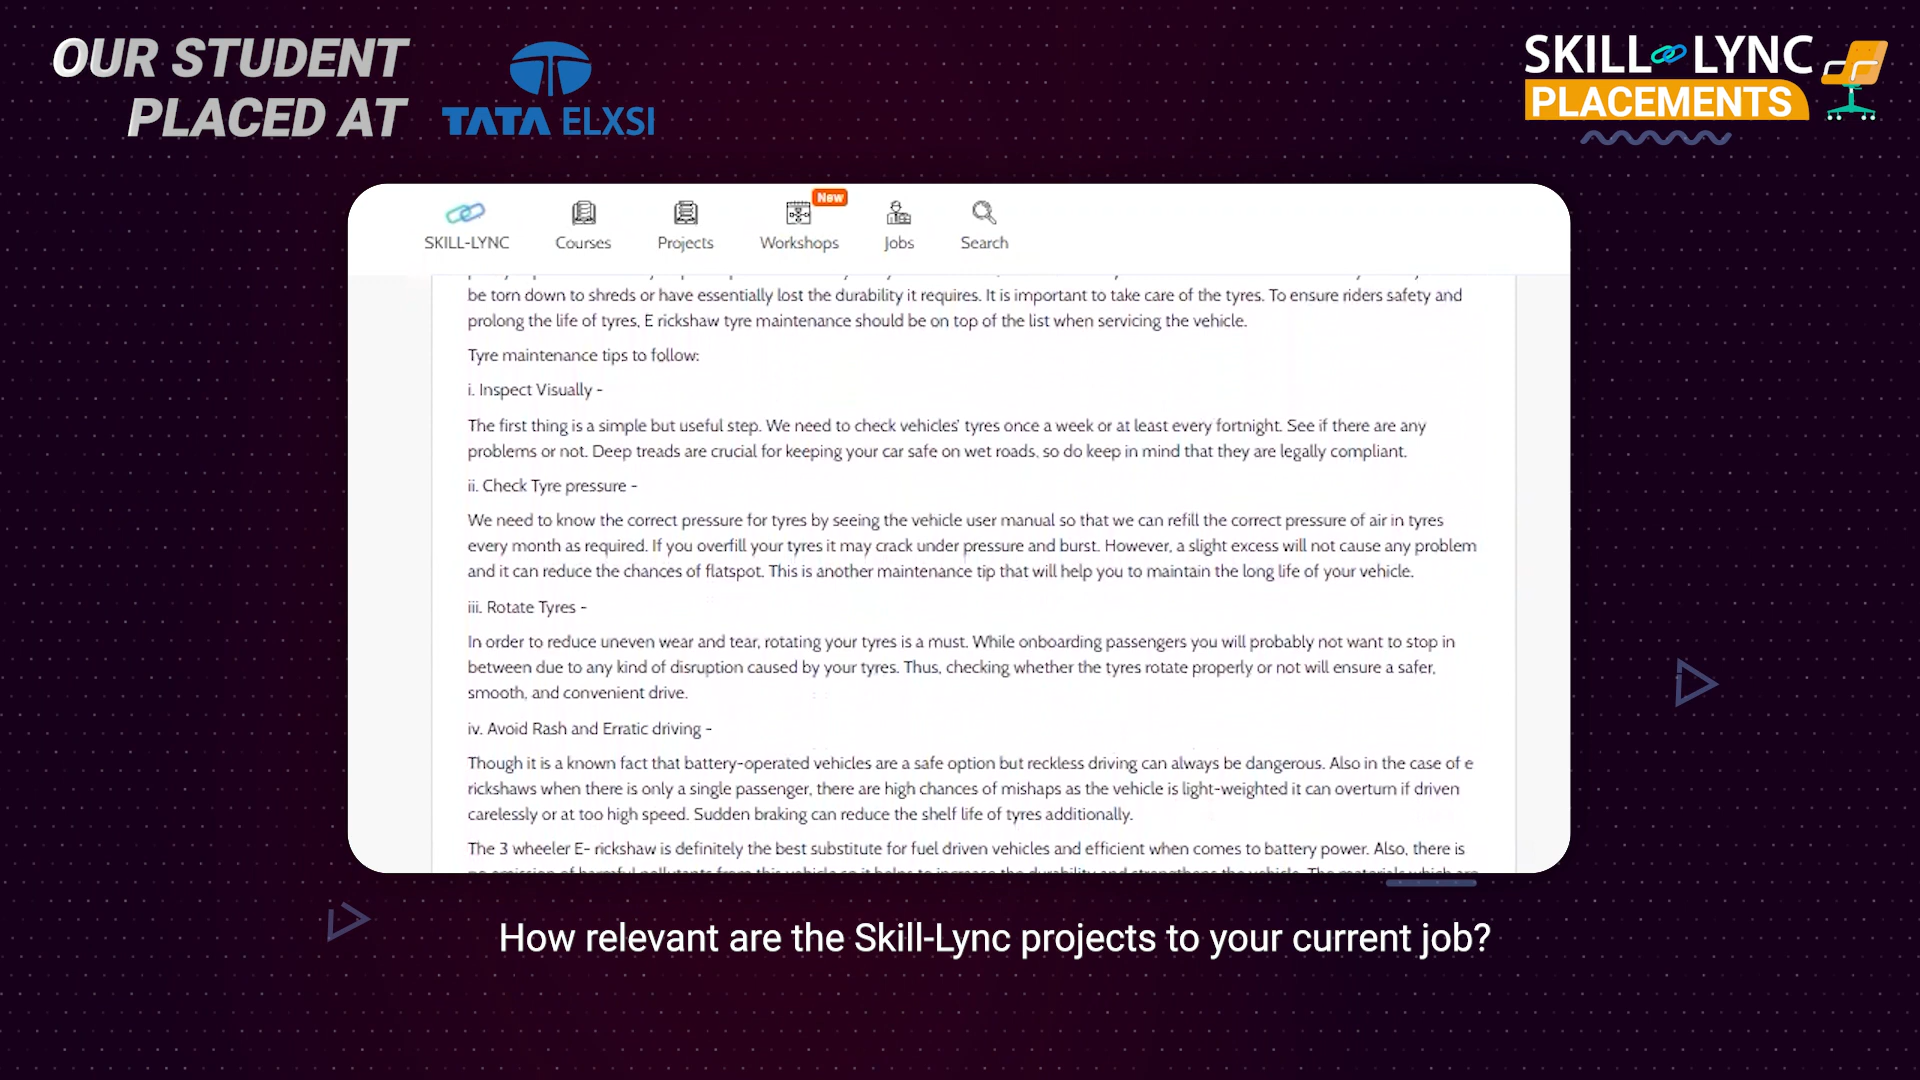 OUR STUDENT
PLACED AT
TATA ELXSI
SKILL LYNC
PLACEMENTS
New
SKILL-LYNC
Courses
Projects
Workshops
Jobs
Search
be torn down to shreds or have essentially lost the durability it requires. It is important to take care of the tyres. To ensure riders safety and
prolong the life of tyres, E rickshaw tyre maintenance should be on top of the list when servicing the vehicle.
Tyre maintenance tips to follow:
i. Inspect Visually -
The first thing is a simple but useful step. We need to check vehicles' tyres once a week or at least every fortnight. See if there are any
problems or not. Deep treads are crucial for keeping your car safe on wet roads, so do keep in mind that they are legally compliant.
ii. Check Tyre pressure -
We need to know the correct pressure for tyres by seeing the vehicle user manual so that we can refill the correct pressure of air in tyres
every month as required. If you overfill your tyres it may crack under pressure and burst. However, a slight excess will not cause any problem
and it can reduce the chances of flatspot. This is another maintenance tip that will help you to maintain the long life of your vehicle.
iii. Rotate Tyres -
In order to reduce uneven wear and tear, rotating your tyres is a must. While onboarding passengers you will probably not want to stop in
between due to any kind of disruption caused by your tyres. Thus, checking whether the tyres rotate properly or not will ensure a safer,
smooth, and convenient drive.
iv. Avoid Rash and Erratic driving -
Though it is a known fact that battery-operated vehicles are a safe option but reckless driving can always be dangerous. Also in the case of e
rickshaws when there is only a single passenger, there are high chances of mishaps as the vehicle is light-weighted it can overturn if driven
carelessly or at too high speed. Sudden braking can reduce the shelf life of tyres additionally.
The 3 wheeler E- rickshaw is definitely the best substitute for fuel driven vehicles and efficient when comes to battery power. Also, there is
How relevant are the Skill-Lync projects to your current job?